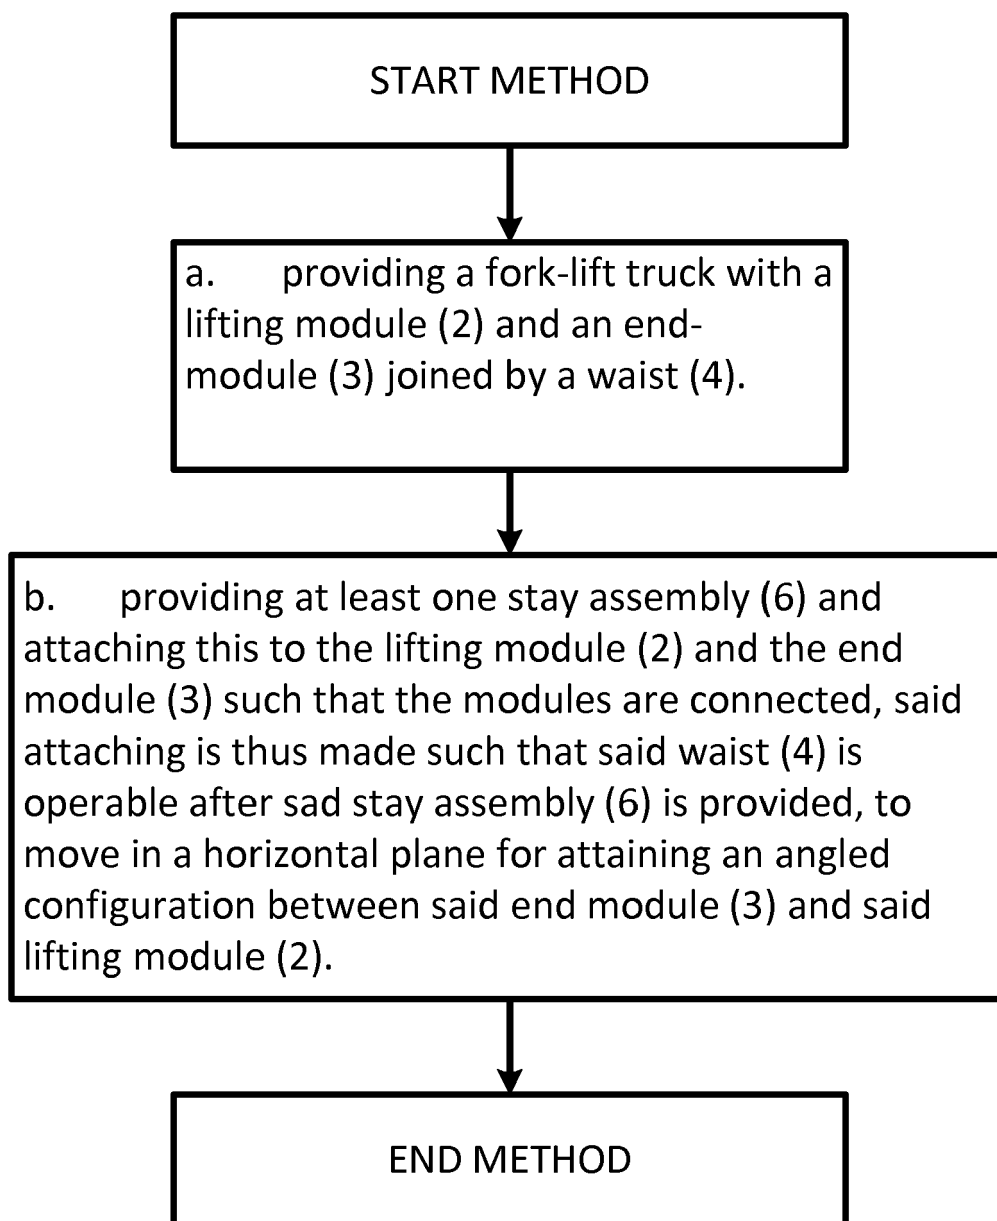 START METHOD
a. providing a fork-lift truck with a
lifting module (2) and an end-
module (3) joined by a waist (4).
b. providing at least one stay assembly (6) and
attaching this to the lifting module (2) and the end
module (3) such that the modules are connected, said
attaching is thus made such that said waist (4) is
operable after sad stay assembly (6) is provided, to
move in a horizontal plane for attaining an angled
configuration between said end module (3) and said
lifting module (2).
END METHOD